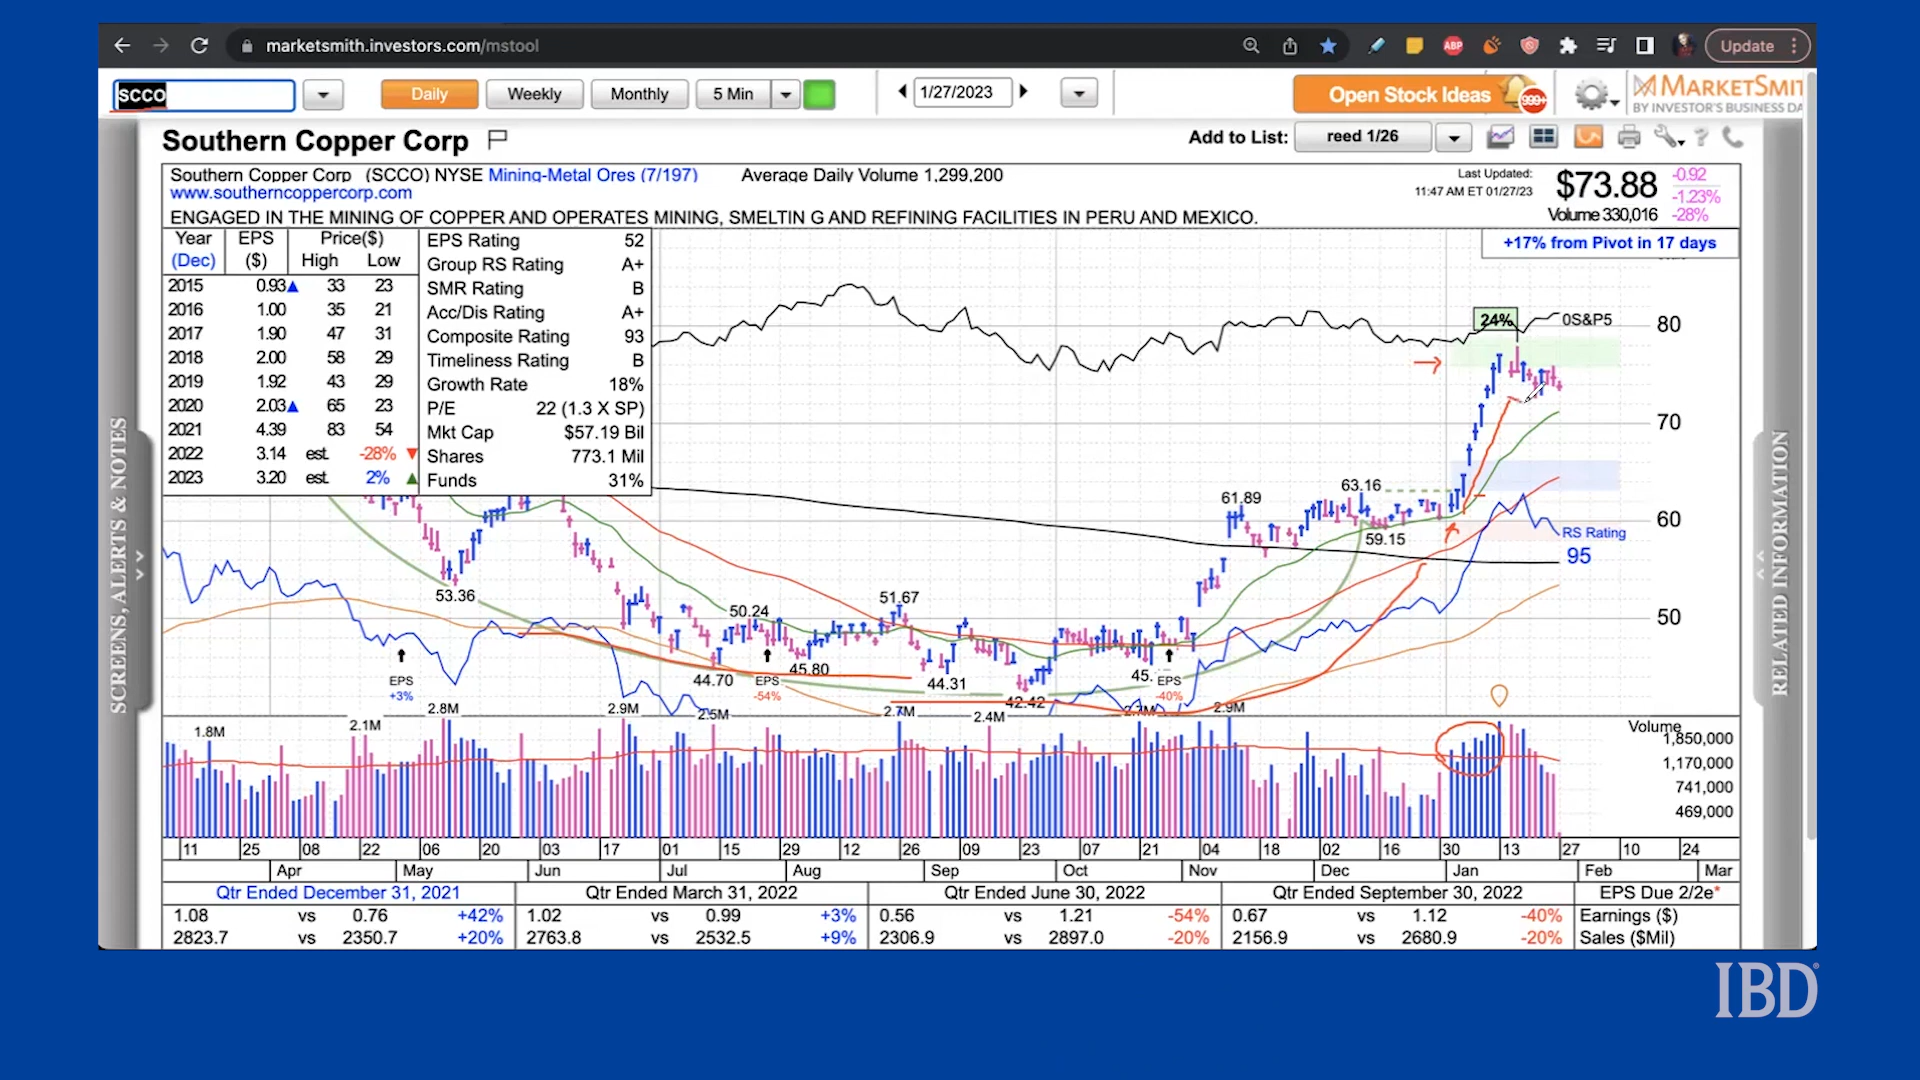 marketsmith.investors.com/mstool
ABP
Update
SCCO
Daily
Weekly
Monthly
5 Min
1/27/2023
Open Stock Ideas
999+
MARKETSMIT
BY INVESTOR'S BUSINESS DA
Southern Copper Corp
Add to List:
reed 1/26
Southern Copper Corp (SCCO) NYSE Mining-Metal Ores (7/197) Average Daily Volume 1,299,200
Last Updated:
11:47 AM ET 01/27/23
$73.88
-0.92
-1.23%
www.southerncoppercorp.com
Volume 330,016 -28%
ENGAGED IN THE MINING OF COPPER AND OPERATES MINING, SMELTIN G AND REFINING FACILITIES IN PERU AND MEXICO.
+17% from Pivot in 17 days
Year EPS Price($)
(Dec) ($) High Low
2015 0.93 33 23
2016 1.00 35 21
2017 1.90 47 31
2018 2.00 58 29
2019 1.92 43 29
2020 2.03 65 23
2021 4.39 83 54
2022 3.14 est. -28%
2023 3.20 est. 2%
EPS Rating 52
Group RS Rating A+
SMR Rating B
Acc/Dis Rating A+
Composite Rating 93
Timeliness Rating B
Growth Rate 18%
P/E 22 (1.3 X SP)
Mkt Cap $57.19 Bil
Shares 773.1 Mil
Funds 31%
24%
0S&P5
80
70
60
50
63.16
61.89
59.15
RS Rating
95
53.36
50.24
51.67
45.80
44.70
44.31
42.42
45.
EPS
+3%
EPS
-54%
EPS
-40%
1.8M
2.1M
2.8M
2.9M
2.5M
2.7M
2.4M
2.9M
Volume
1,850,000
1,170,000
741,000
469,000
11 25 08 22 06 20 03 17 01 15 29 12 26 09 23 07 21 04 18 02 16 30 13 27 10 24
Apr May Jun Jul Aug Sep Oct Nov Dec Jan Feb Mar
Qtr Ended December 31, 2021 Qtr Ended March 31, 2022 Qtr Ended June 30, 2022 Qtr Ended September 30, 2022 EPS Due 2/2e*
1.08 vs 0.76 +42% 1.02 vs 0.99 +3% 0.56 vs 1.21 -54% 0.67 vs 1.12 -40% Earnings ($)
2823.7 vs 2350.7 +20% 2763.8 vs 2532.5 +9% 2306.9 vs 2897.0 -20% 2156.9 vs 2680.9 -20% Sales ($Mil)
SCREENS, ALERTS & NOTES
RELATED INFORMATION
IBD